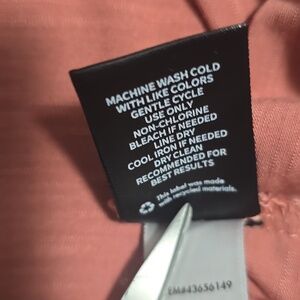 MACHINE WASH COLD
WITH LIKE COLORS
GENTLE CYCLE
USE ONLY
NON-CHLORINE
BLEACH IF NEEDED
LINE DRY
COOL IRON IF NEEDED
DRY CLEAN
RECOMMENDED FOR
BEST RESULTS
This label was made
with recycled materials.
EM#43656149